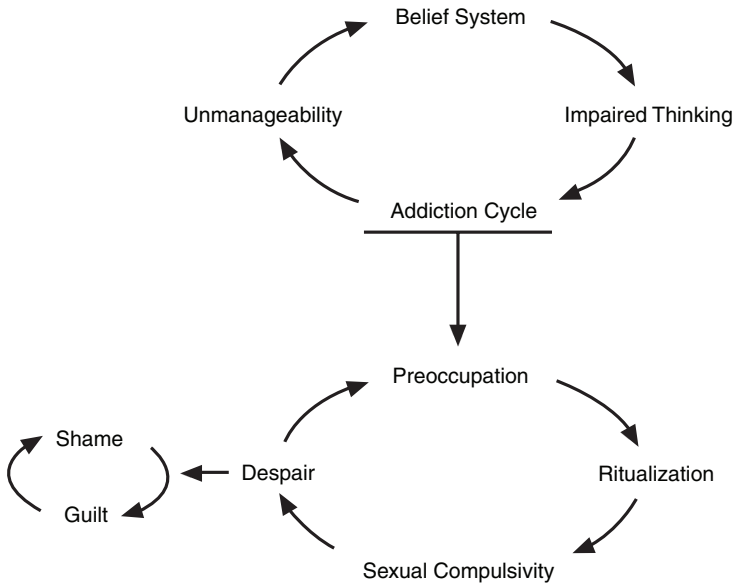 Belief System
Unmanageability
Impaired Thinking
Addiction Cycle
Preoccupation
Shame
Despair
Ritualization
Guilt
Sexual Compulsivity